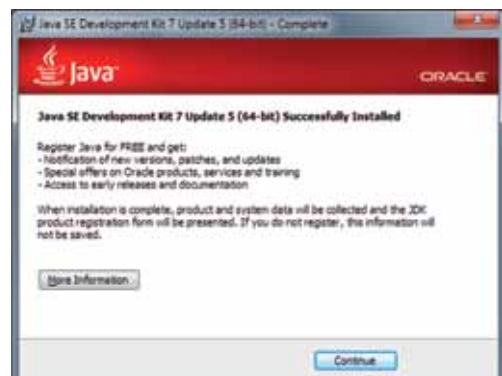 Java SE Development Kit 7 Update 5 (64-bit) - Complete
Java
ORACLE
Java SE Development Kit 7 Update 5 (64-bit) Successfully Installed
Register Java for FREE and get:
- Notification of new versions, patches, and updates
- Special offers on Oracle products, services and training
- Access to early releases and documentation
When installation is complete, product and system data will be collected and the JDK
product registration form will be presented. If you do not register, this information will
not be saved.
More Information
Continue